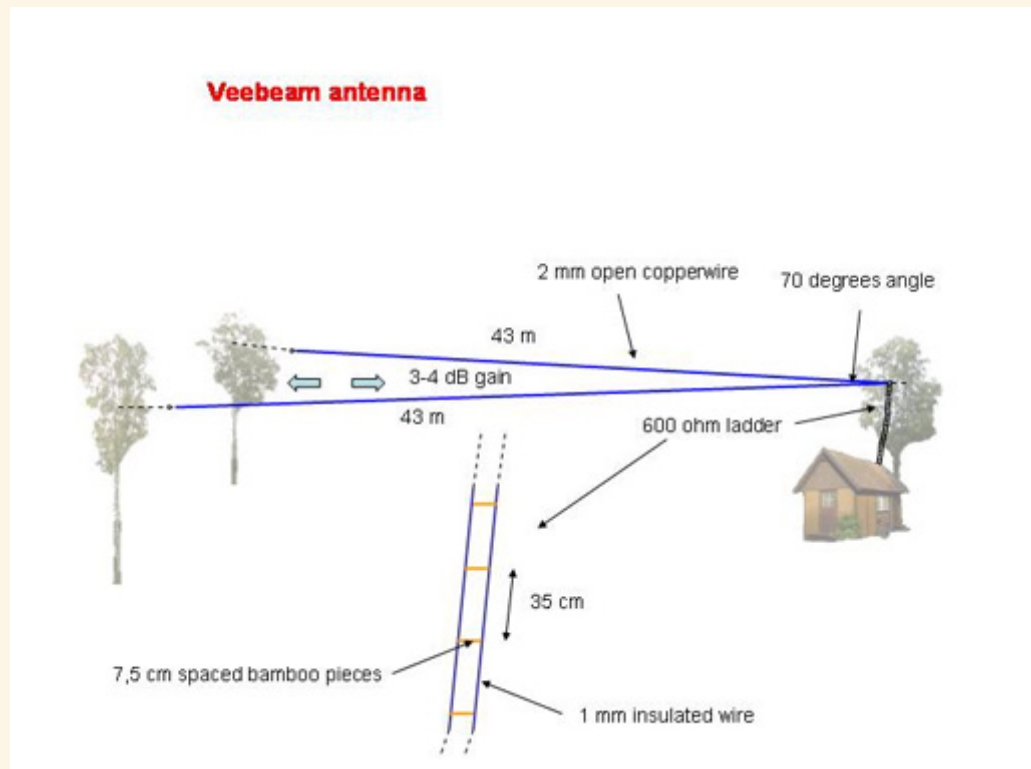 Veebeam antenna
2 mm open copperwire
70 degrees angle
43 m
3-4 dB gain
43 m
600 ohm ladder
35 cm
7,5 cm spaced bamboo pieces
1 mm insulated wire